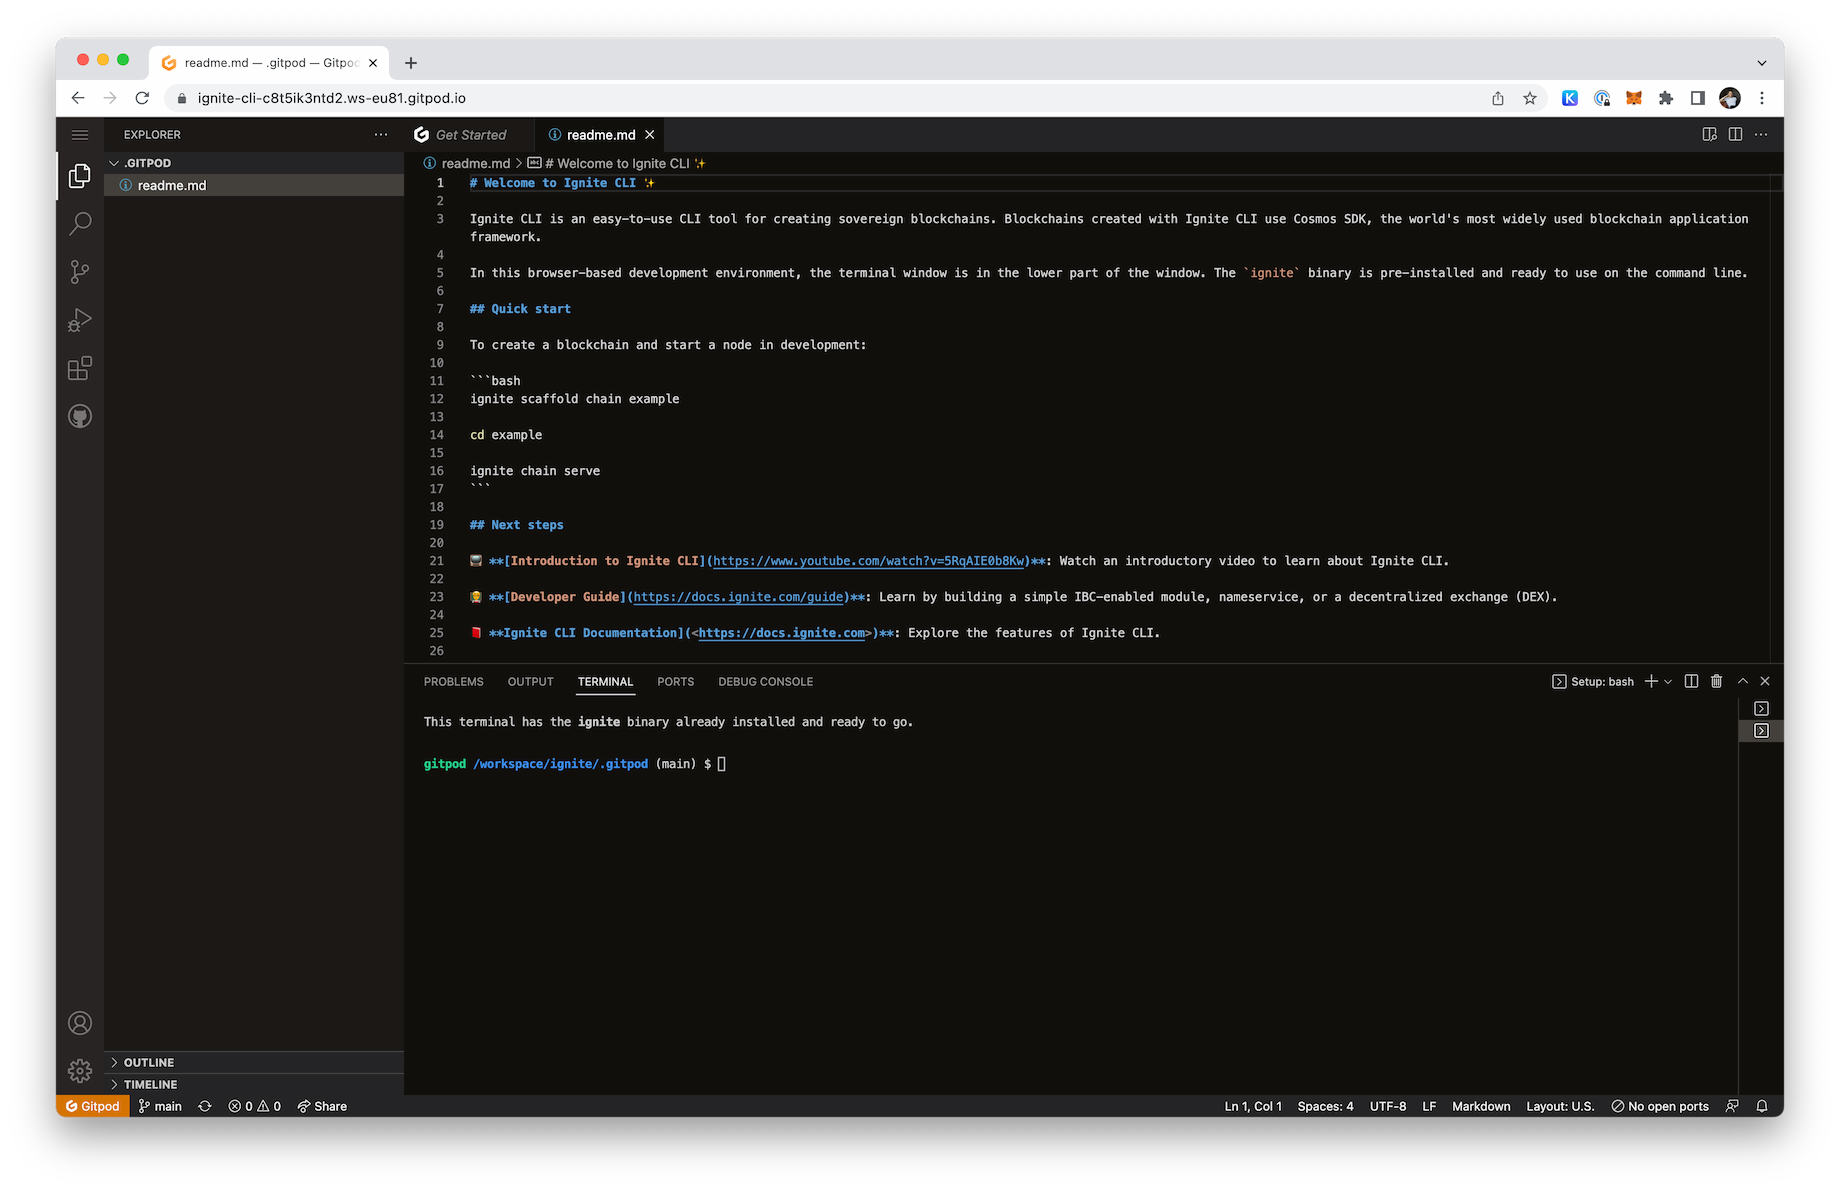 readme.md — .gitpod — Gitpod
ignite-cli-c8t5ik3ntd2.ws-eu81.gitpod.io
EXPLORER
Get Started
readme.md
.GITPOD
readme.md
readme.md > # Welcome to Ignite CLI ✨
1 # Welcome to Ignite CLI ✨
2
3 Ignite CLI is an easy-to-use CLI tool for creating sovereign blockchains. Blockchains created with Ignite CLI use Cosmos SDK, the world's most widely used blockchain application
framework.
4
5 In this browser-based development environment, the terminal window is in the lower part of the window. The `ignite` binary is pre-installed and ready to use on the command line.
6
7 ## Quick start
8
9 To create a blockchain and start a node in development:
10
11 ```bash
12 ignite scaffold chain example
13
14 cd example
15
16 ignite chain serve
17 ```
18
19 ## Next steps
20
21 **[Introduction to Ignite CLI](https://www.youtube.com/watch?v=5RqAIE0b8Kw)**: Watch an introductory video to learn about Ignite CLI.
22
23 **[Developer Guide](https://docs.ignite.com/guide)**: Learn by building a simple IBC-enabled module, nameservice, or a decentralized exchange (DEX).
24
25 **Ignite CLI Documentation](<https://docs.ignite.com>)**: Explore the features of Ignite CLI.
26
PROBLEMS OUTPUT TERMINAL PORTS DEBUG CONSOLE
Setup: bash
This terminal has the ignite binary already installed and ready to go.
gitpod /workspace/ignite/.gitpod (main) $
OUTLINE
TIMELINE
Gitpod main 0 0 Share
Ln 1, Col 1 Spaces: 4 UTF-8 LF Markdown Layout: U.S. No open ports